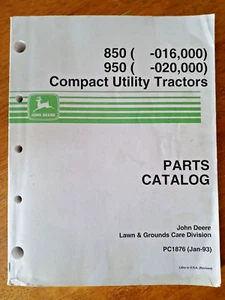 850 ( -016,000)
950 ( -020,000)
Compact Utility Tractors
JOHN DEERE
PARTS
CATALOG
John Deere
Lawn & Grounds Care Division
PC1876 (Jan-93)